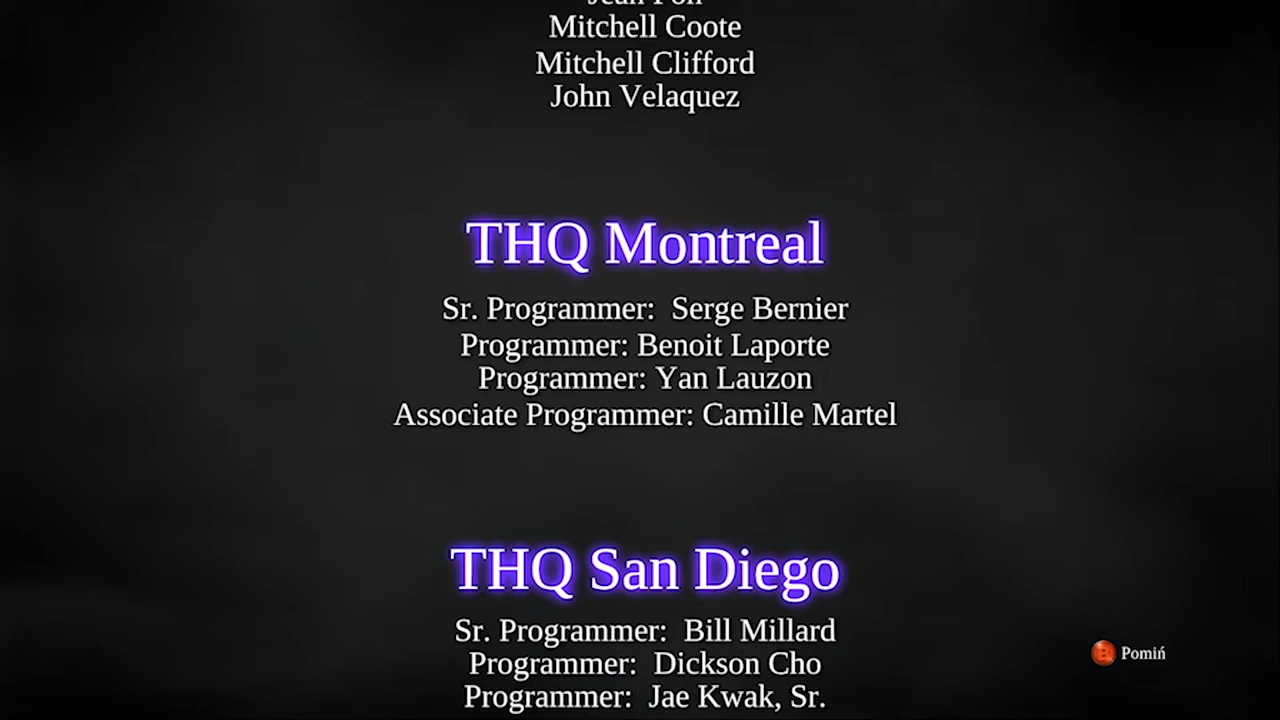 Mitchell Coote
Mitchell Clifford
John Velaquez
THQ Montreal
Sr. Programmer:  Serge Bernier
Programmer: Benoit Laporte
Programmer: Yan Lauzon
Associate Programmer: Camille Martel
THQ San Diego
Sr. Programmer:  Bill Millard
Programmer:  Dickson Cho
Programmer:  Jae Kwak, Sr.
B Pomiń